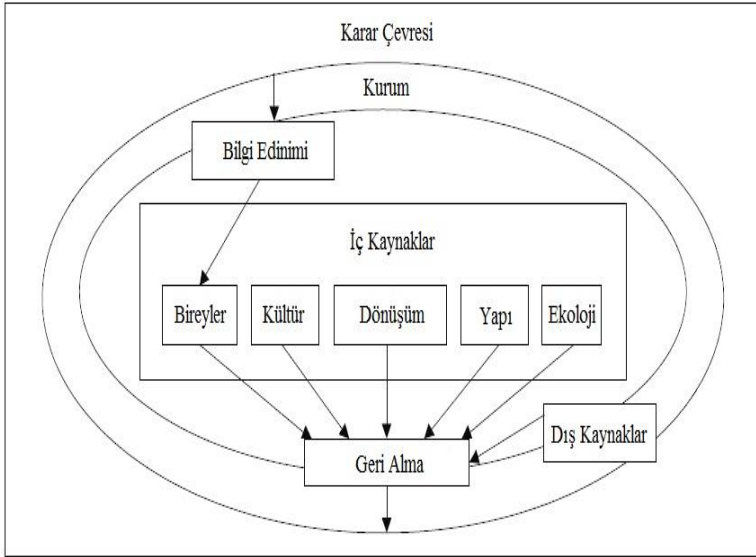 Karar Çevresi
Kurum
Bilgi Edinimi
İç Kaynaklar
Bireyler
Kültür
Dönüşüm
Yapı
Ekoloji
Dış Kaynaklar
Geri Alma